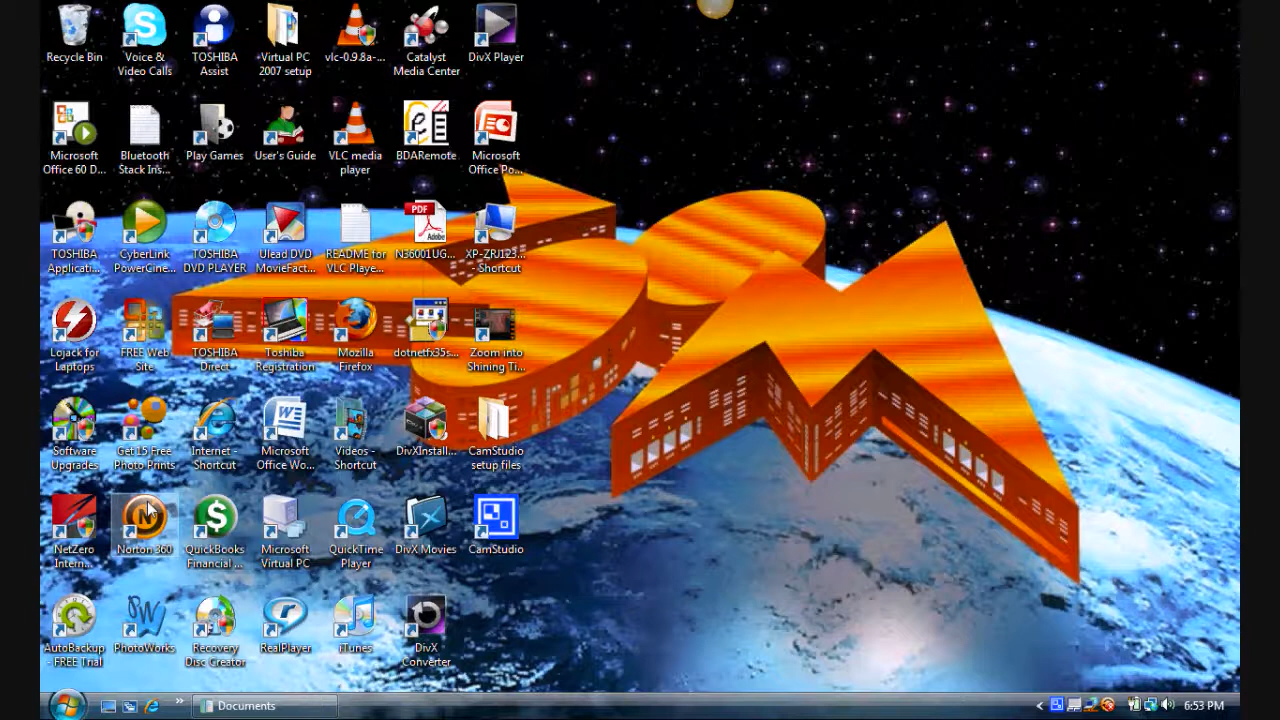 Recycle Bin
Voice &
Video Calls
TOSHIBA
Assist
Virtual PC
2007 setup
vlc-0.9.8a-...
Catalyst
Media Center
DivX Player
Microsoft
Office 60 D...
Bluetooth
Stack Ins...
Play Games
User's Guide
VLC media
player
BDARemote
Microsoft
Office Po...
TOSHIBA
Applicati...
CyberLink
PowerCine...
TOSHIBA
DVD PLAYER
Ulead DVD
MovieFact...
README for
VLC Playe...
PDF
Adobe
N36001UG...
XP-ZRJ123...
- Shortcut
Lojack for
Laptops
FREE Web
Site
TOSHIBA
Direct
Toshiba
Registration
Mozilla
Firefox
dotnetfx35s...
Zoom into
Shining Ti...
Software
Upgrades
Get 15 Free
Photo Prints
Internet -
Shortcut
Microsoft
Office Wo...
Videos -
Shortcut
DivXInstall...
CamStudio
setup files
NetZero
Intern...
Norton 360
QuickBooks
Financial ...
Microsoft
Virtual PC
QuickTime
Player
DivX Movies
CamStudio
AutoBackup
- FREE Trial
PhotoWorks
Recovery
Disc Creator
RealPlayer
iTunes
DivX
Converter
Documents
6:53 PM